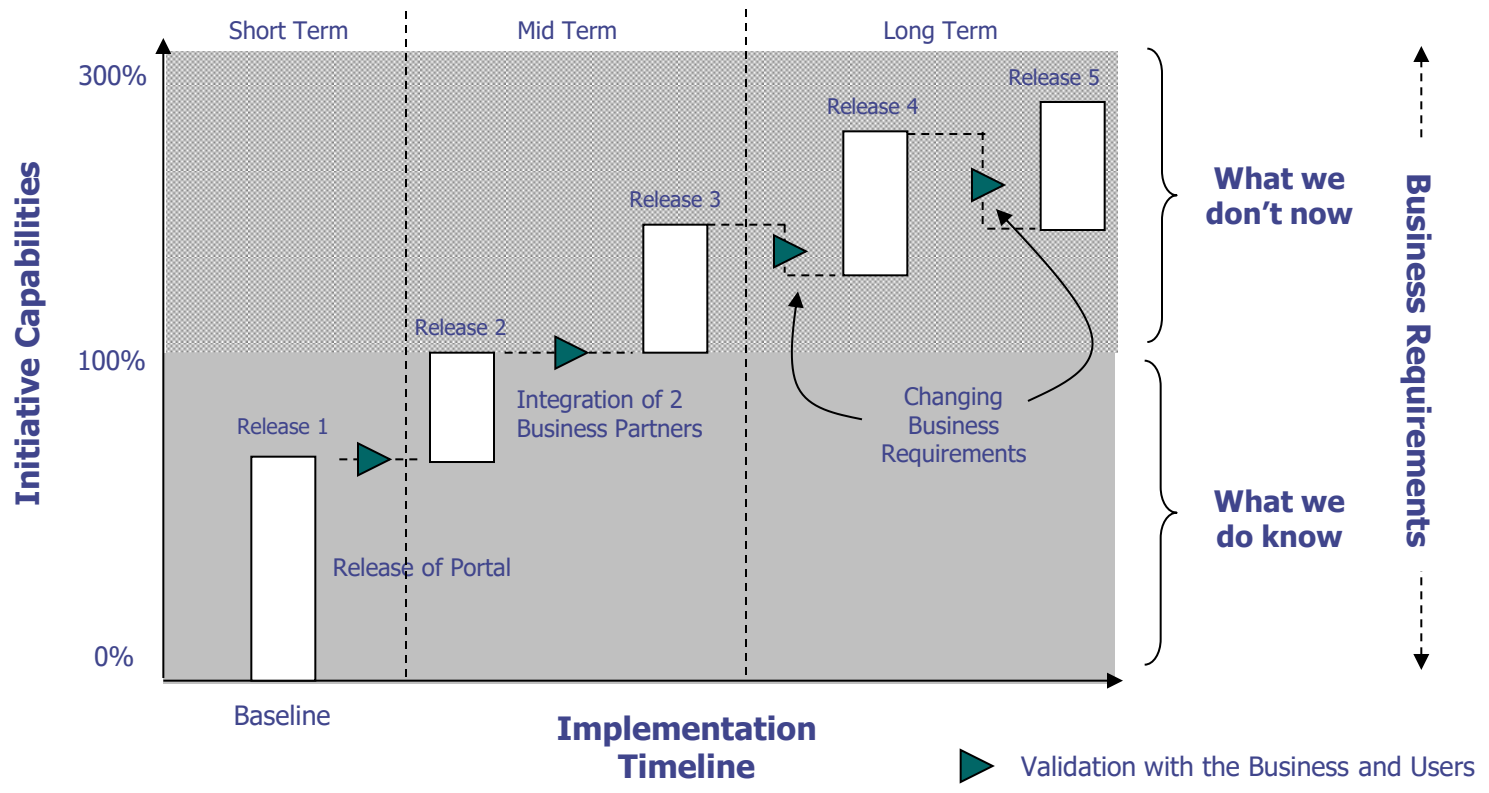 Short Term
Mid Term
Long Term
300%
Release 5
Release 4
What we
don't now
Release 3
Initiative Capabilities
Business Requirements
Release 2
100%
Integration of 2
Business Partners
Changing
Business
Requirements
Release 1
What we
do know
Release of Portal
0%
Baseline
Implementation
Timeline
Validation with the Business and Users